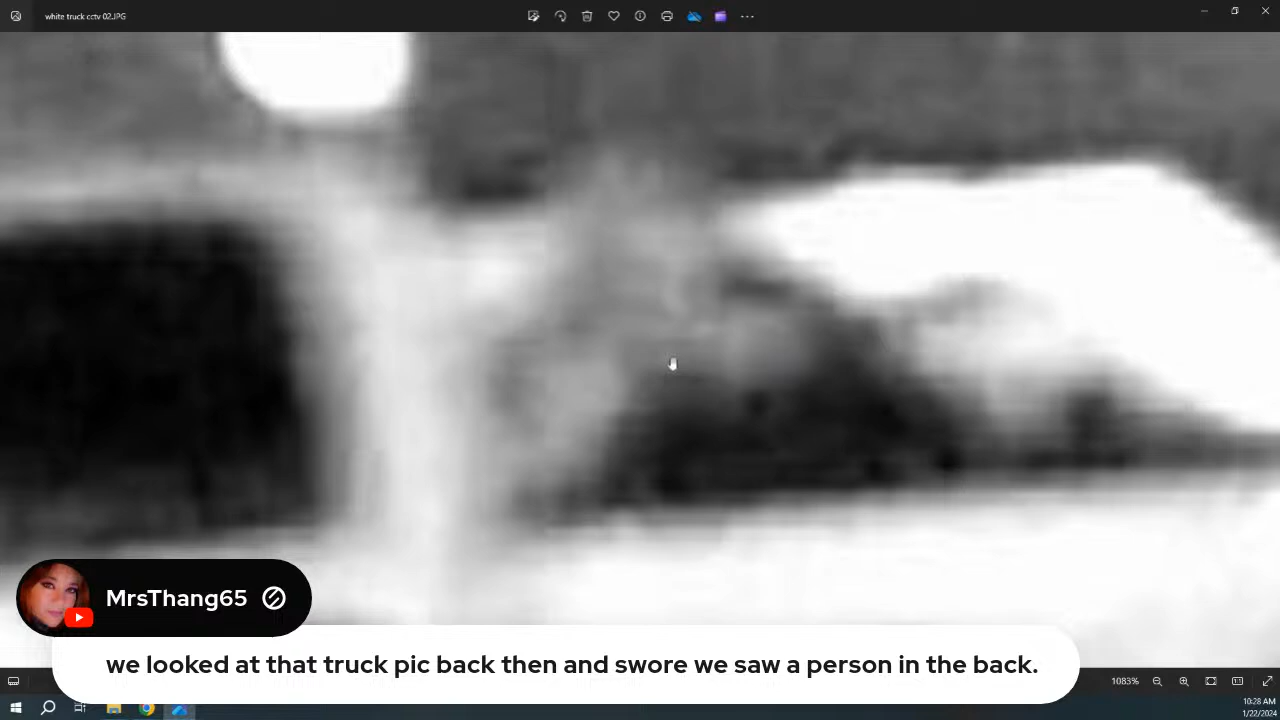 white truck cctv 02.JPG
MrsThang65
we looked at that truck pic back then and swore we saw a person in the back.
1083%
10:28 AM
1/22/2024